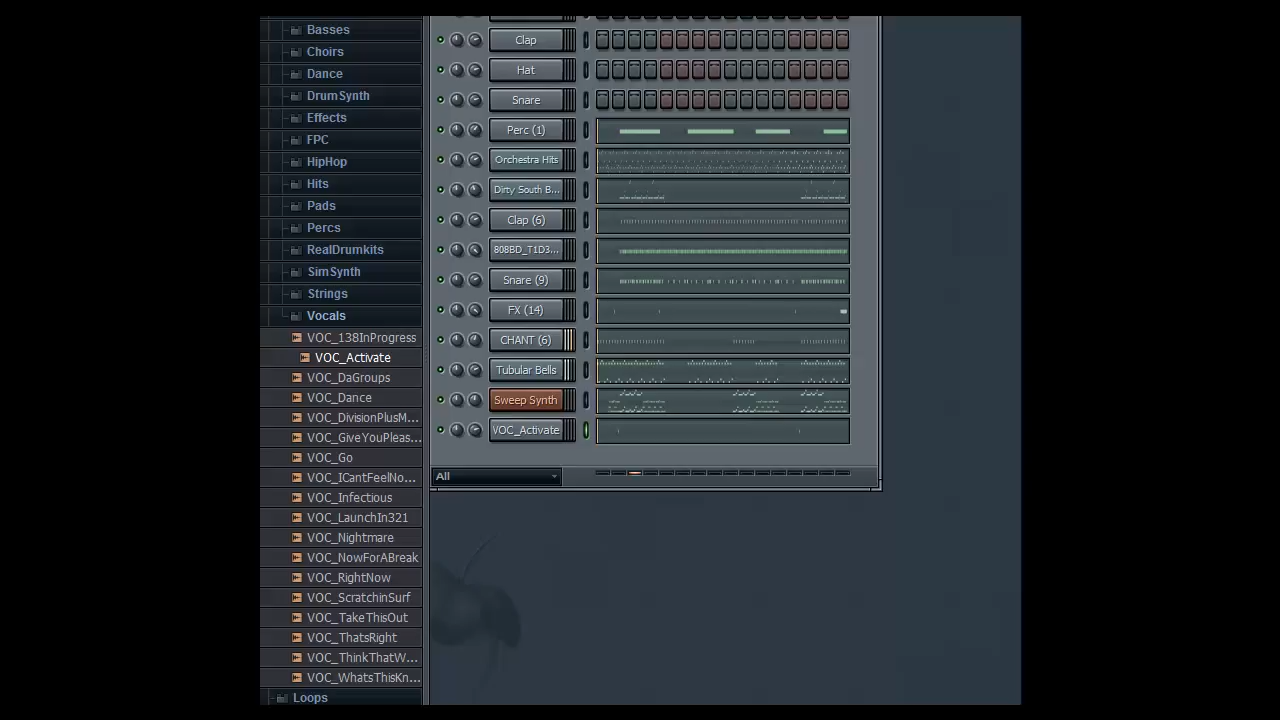 Basses
Choirs
Dance
DrumSynth
Effects
FPC
HipHop
Hits
Pads
Percs
RealDrumkits
SimSynth
Strings
Vocals
VOC_138InProgress
VOC_Activate
VOC_DaGroups
VOC_Dance
VOC_DivisionPlusM...
VOC_GiveYouPleas...
VOC_Go
VOC_ICantFeelNo...
VOC_Infectious
VOC_LaunchIn321
VOC_Nightmare
VOC_NowForABreak
VOC_RightNow
VOC_ScratchinSurf
VOC_TakeThisOut
VOC_ThatsRight
VOC_ThinkThatW...
VOC_WhatsThisKn...
Loops
Clap
Hat
Snare
Perc (1)
Orchestra Hits
Dirty South B...
Clap (6)
808BD_T1D3...
Snare (9)
FX (14)
CHANT (6)
Tubular Bells
Sweep Synth
VOC_Activate
All